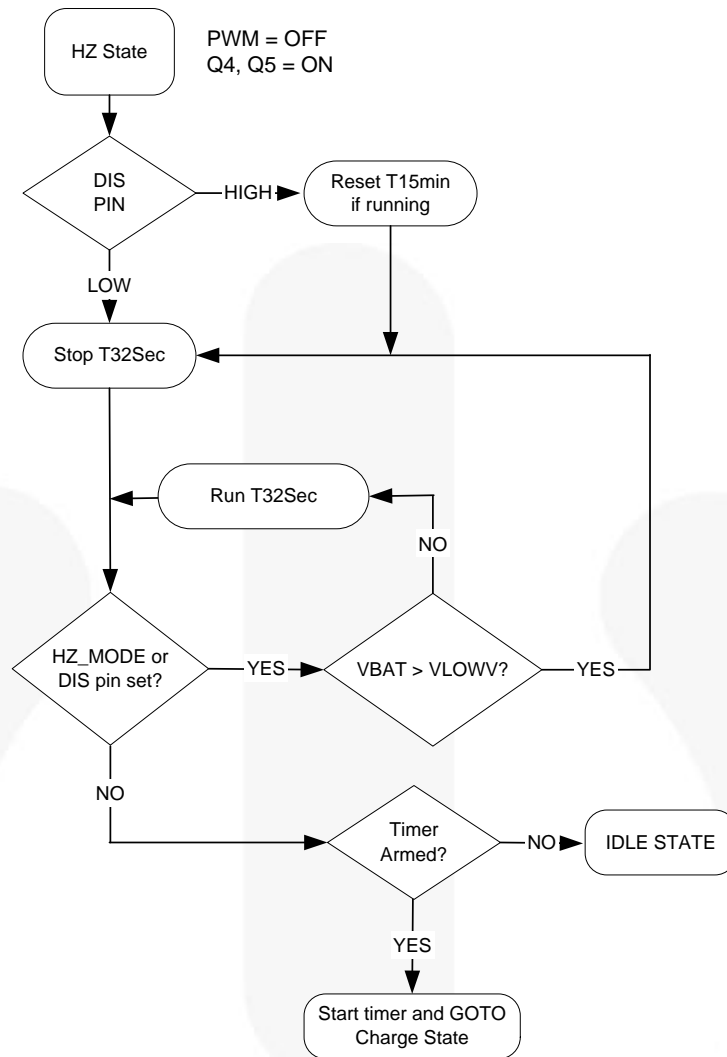 HZ State
PWM = OFF
Q4, Q5 = ON
DIS
PIN
HIGH
Reset T15min
if running
LOW
Stop T32Sec
Run T32Sec
NO
HZ_MODE or
DIS pin set?
YES
VBAT > VLOWV?
YES
NO
Timer
Armed?
NO
IDLE STATE
YES
Start timer and GOTO
Charge State